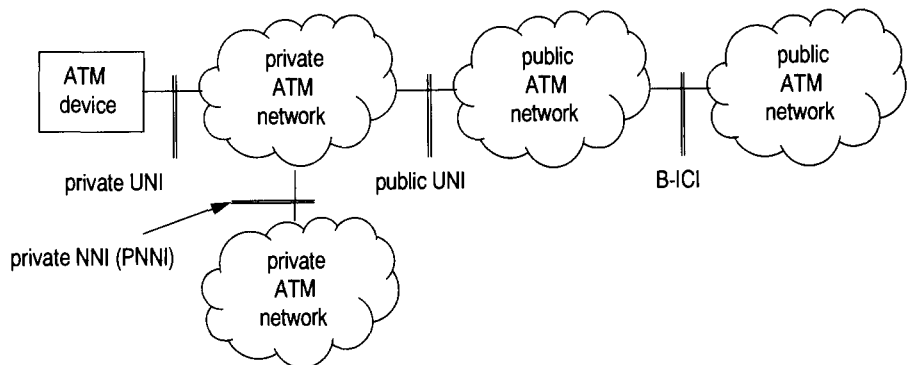 ATM
device
private
ATM
network
public
ATM
network
public
ATM
network
private UNI
public UNI
B-ICI
private NNI (PNNI)
private
ATM
network